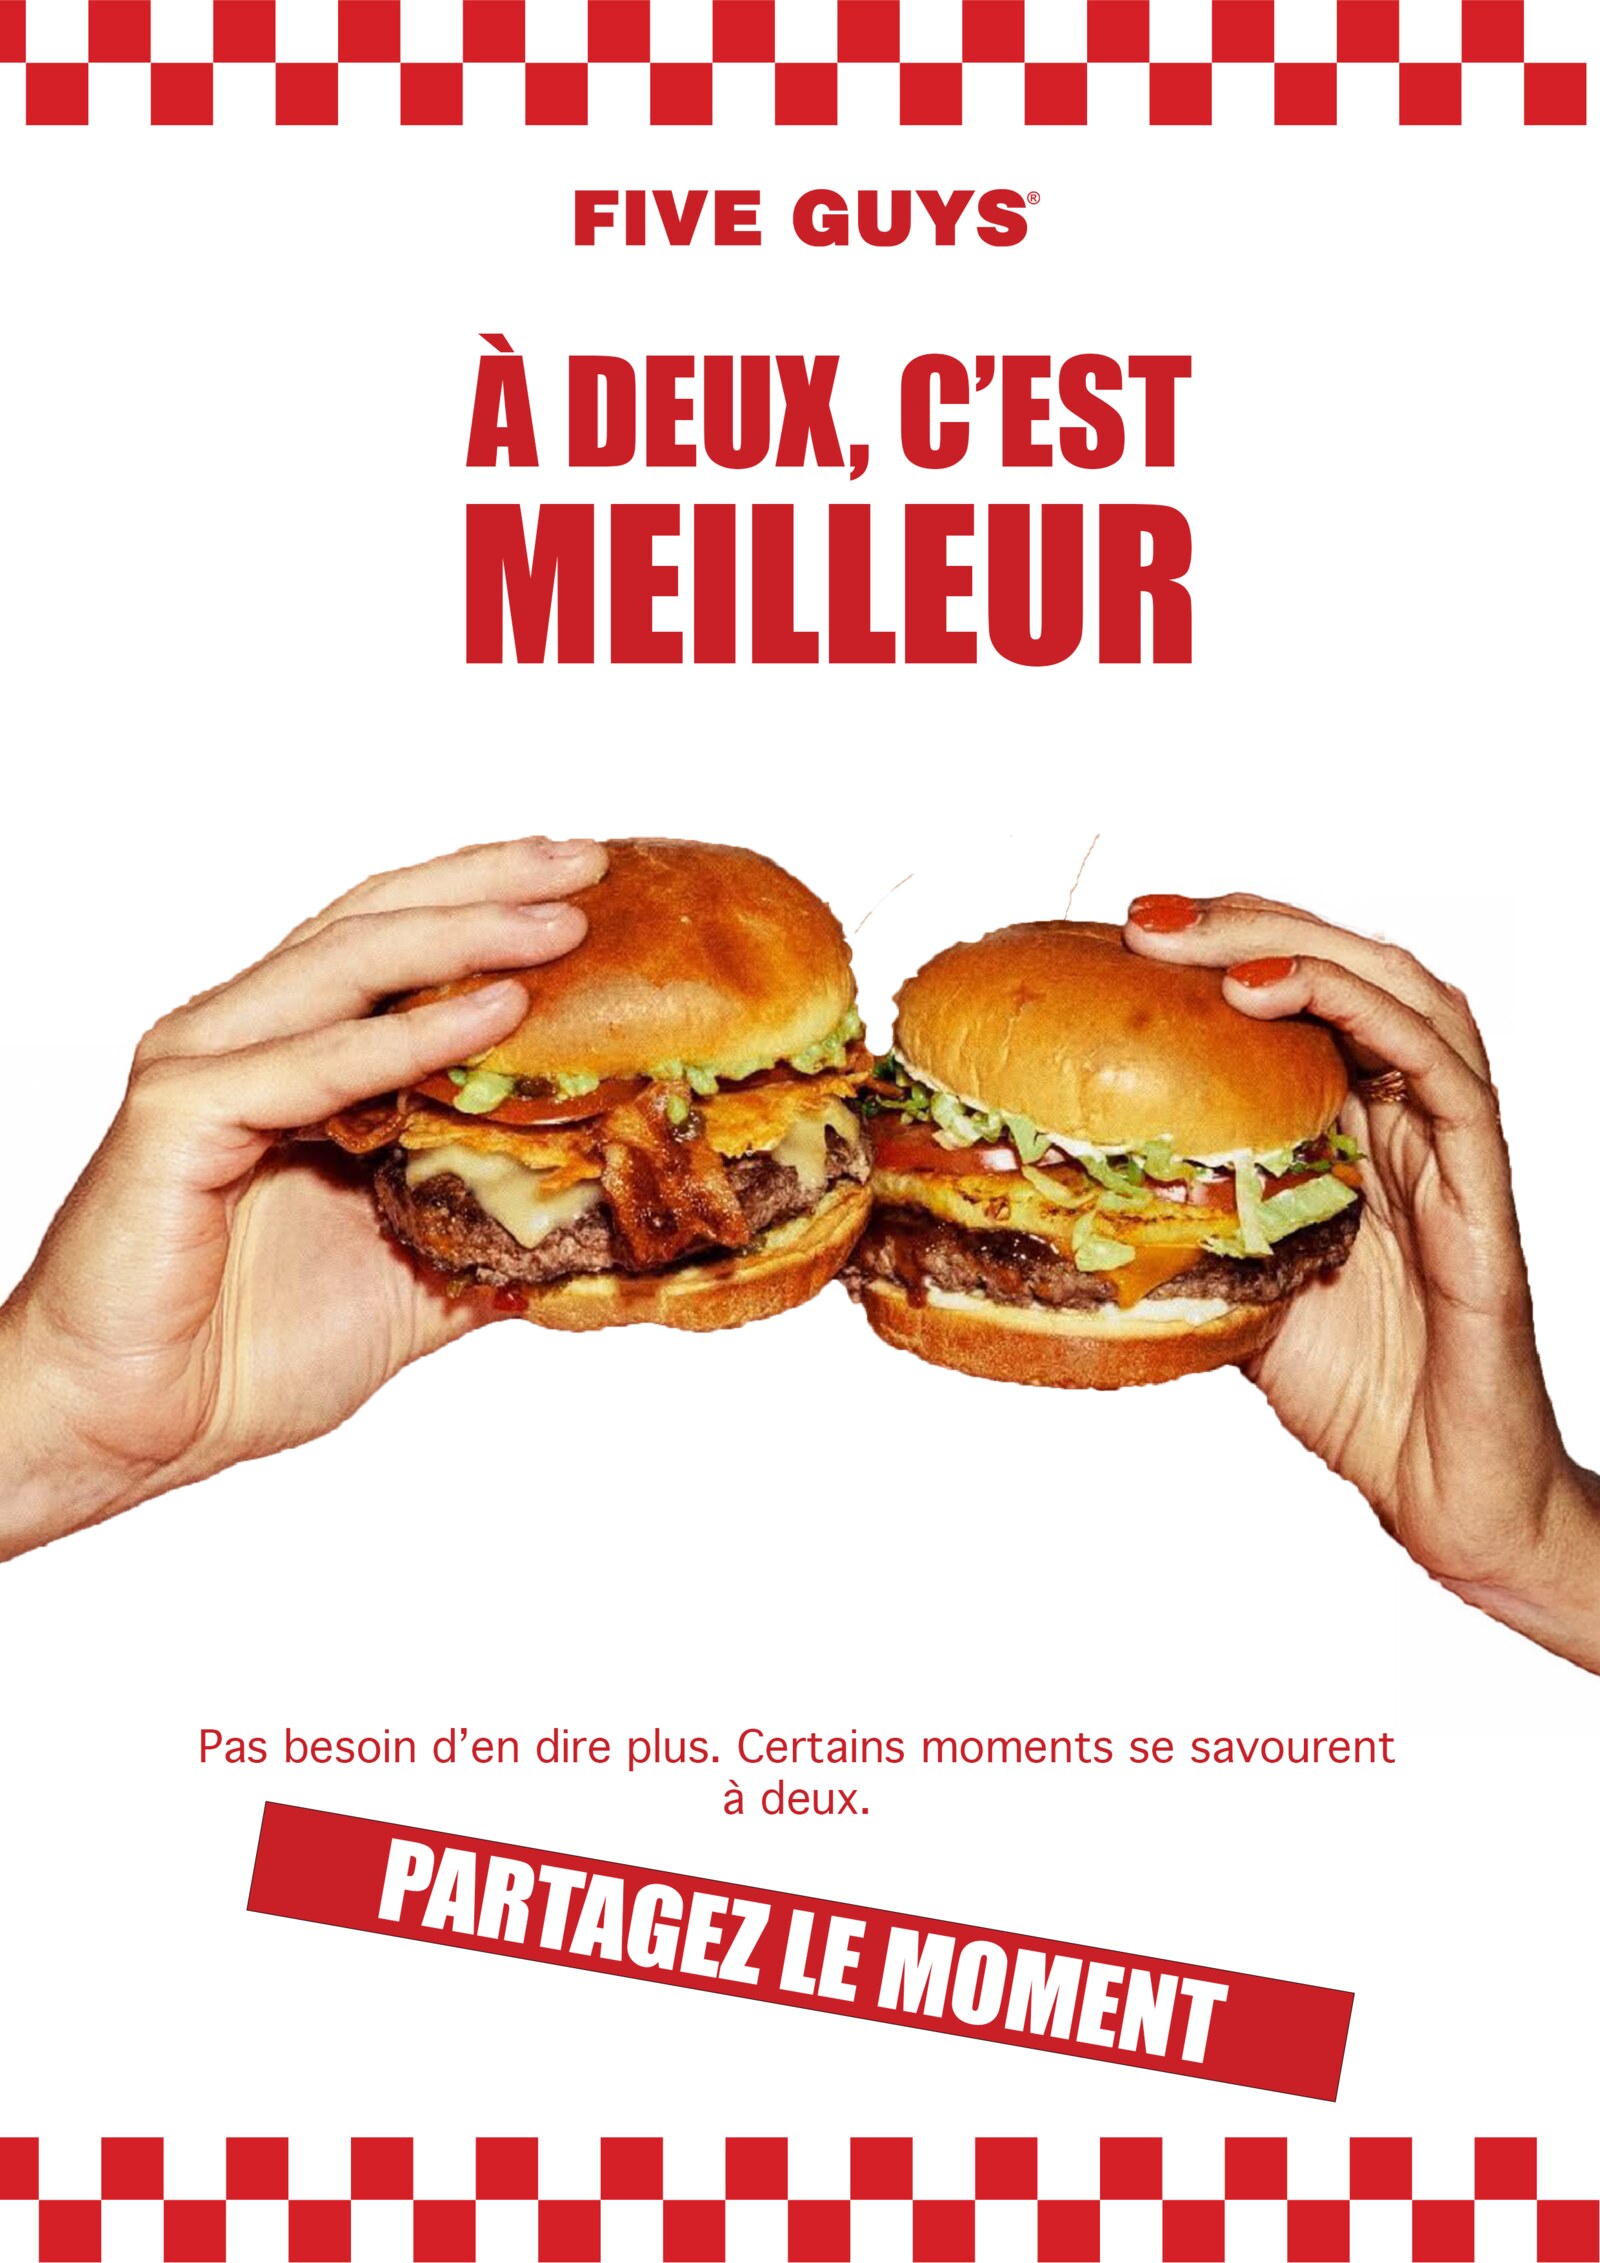 FIVE GUYS®
À DEUX, C’EST
MEILLEUR
Pas besoin d’en dire plus. Certains moments se savourent
à deux.
PARTAGEZ LE MOMENT